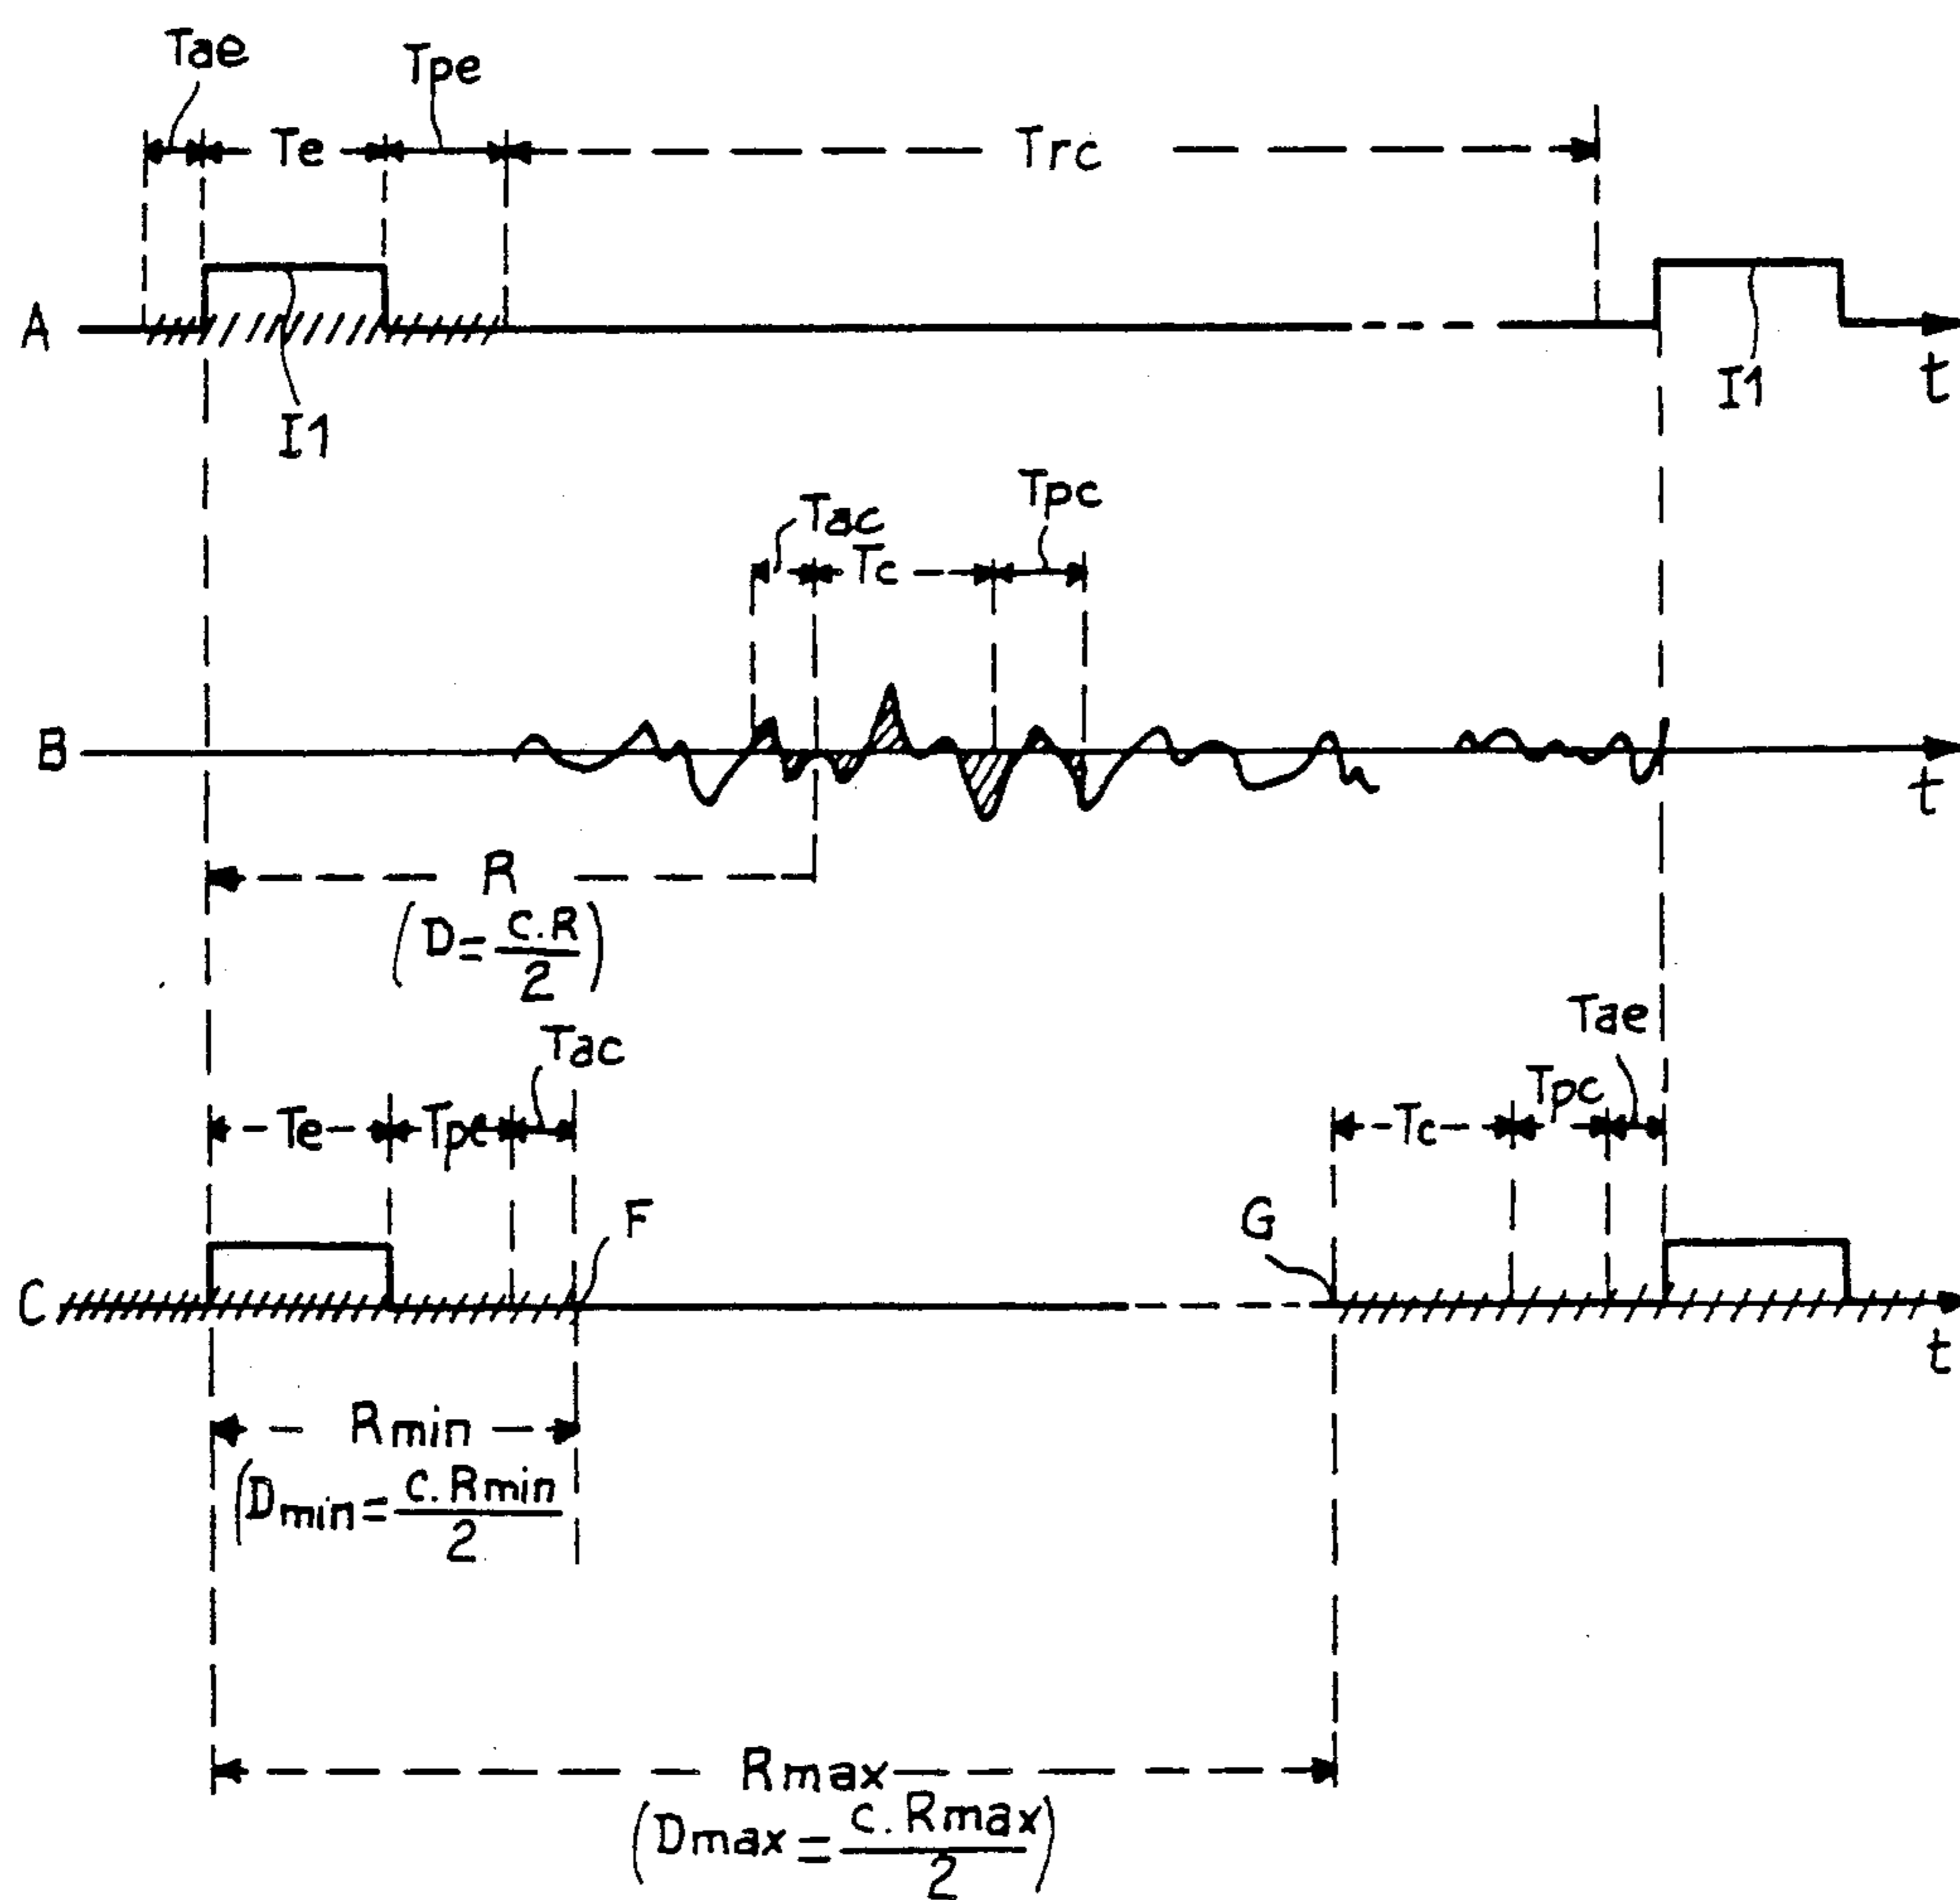 Tae
Tpe
Te
Trc
A
I1
I1
t
Tac
Tpc
Tc
B
t
R
(D=c.R/2)
Tac
Tae
Te
Tpe
Tc
Tpc
F
G
C
t
Rmin
(Dmin=c.Rmin/2
Rmax
(Dmax=c.Rmax/2)